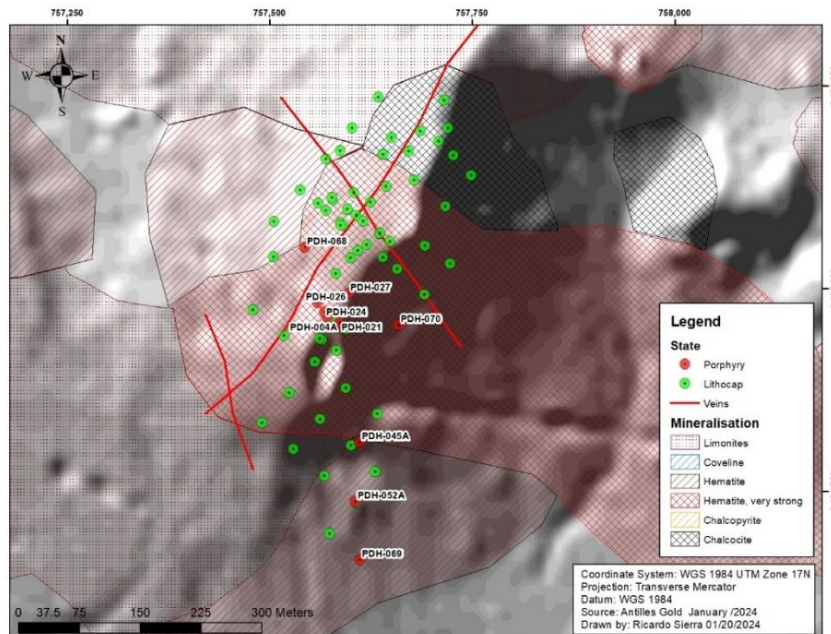 757,250 757,500 757,750 758,000
N
W E
S
PDH-068
PDH-027
PDH-026
PDH-024
PDH-004A PDH-021 PDH-070
PDH-045A
PDH-052A
PDH-069
Legend
State
Porphyry
Lithocap
Veins
Mineralisation
Limonites
Coveline
Hematite
Hematite, very strong
Chalcopyrite
Chalcocite
Coordinate System: WGS 1984 UTM Zone 17N
Projection: Transverse Mercator
Datum: WGS 1984
Source: Antilles Gold January /2024
Drawn by: Ricardo Sierra 01/20/2024
0 37.5 75 150 225 300 Meters